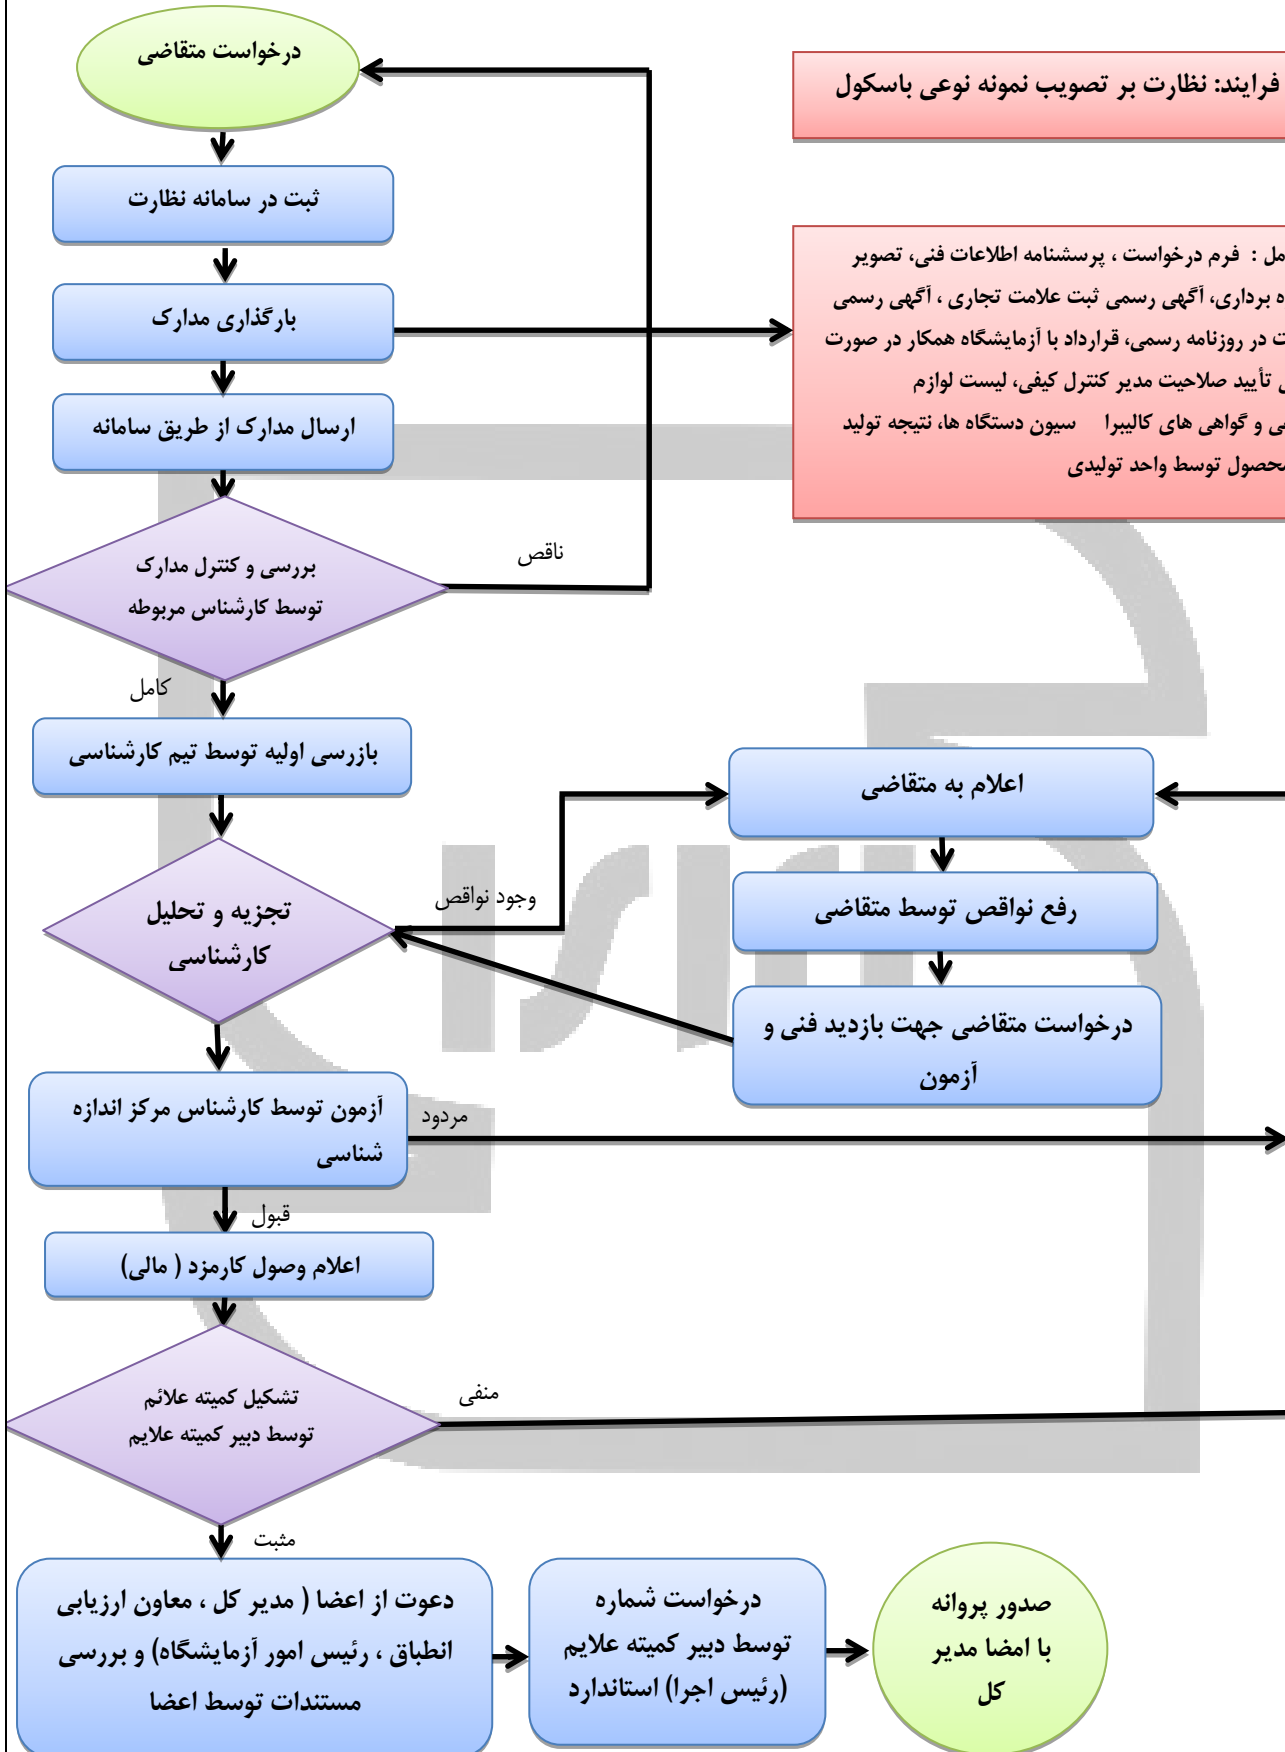 درخواست متقاضی
فرایند: نظارت بر تصویب نمونه نوعی باسکول
ثبت در سامانه نظارت
بارگذاری مدارک
: فرم درخواست ، پرسشنامه اطلاعات فنی، تصویر
برداری، آگهی رسمی ثبت علامت تجاری ، آگهی رسمی
در روزنامه رسمی، قرارداد با آزمایشگاه همکار در صورت
تأیید صلاحیت مدیر کنترل کیفی، لیست لوازم
و گواهی های کالیبرا سیون دستگاه ها، نتیجه تولید
محصول توسط واحد تولیدی
ارسال مدارک از طریق سامانه
بررسی و کنترل مدارک
توسط کارشناس مربوطه
ناقص
کامل
بازرسی اولیه توسط تیم کارشناسی
تجزیه و تحلیل
کارشناسی
وجود نواقص
اعلام به متقاضی
رفع نواقص توسط متقاضی
درخواست متقاضی جهت بازدید فنی و
آزمون
آزمون توسط کارشناس مرکز اندازه
شناسی
مردود
قبول
اعلام وصول کارمزد ( مالی)
تشکیل کمیته علائم
توسط دبیر کمیته علایم
منفی
مثبت
دعوت از اعضا ( مدیر کل ، معاون ارزیابی
انطباق ، رئیس امور آزمایشگاه) و بررسی
مستندات توسط اعضا
درخواست شماره
توسط دبیر کمیته علایم
(رئیس اجرا) استاندارد
صدور پروانه
با امضا مدیر
کل
isiri